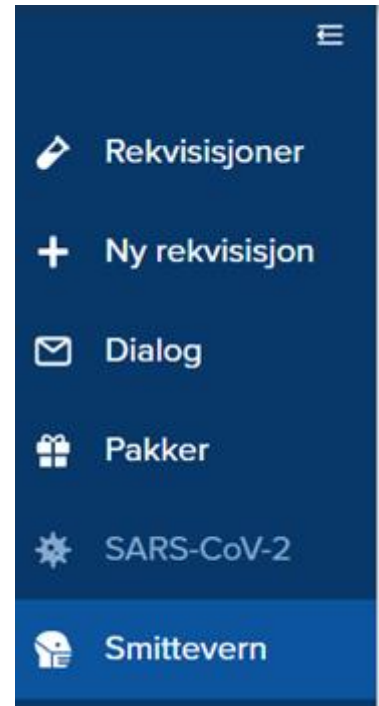 Rekvisisjoner
Ny rekvisisjon
Dialog
Pakker
SARS-CoV-2
Smittevern